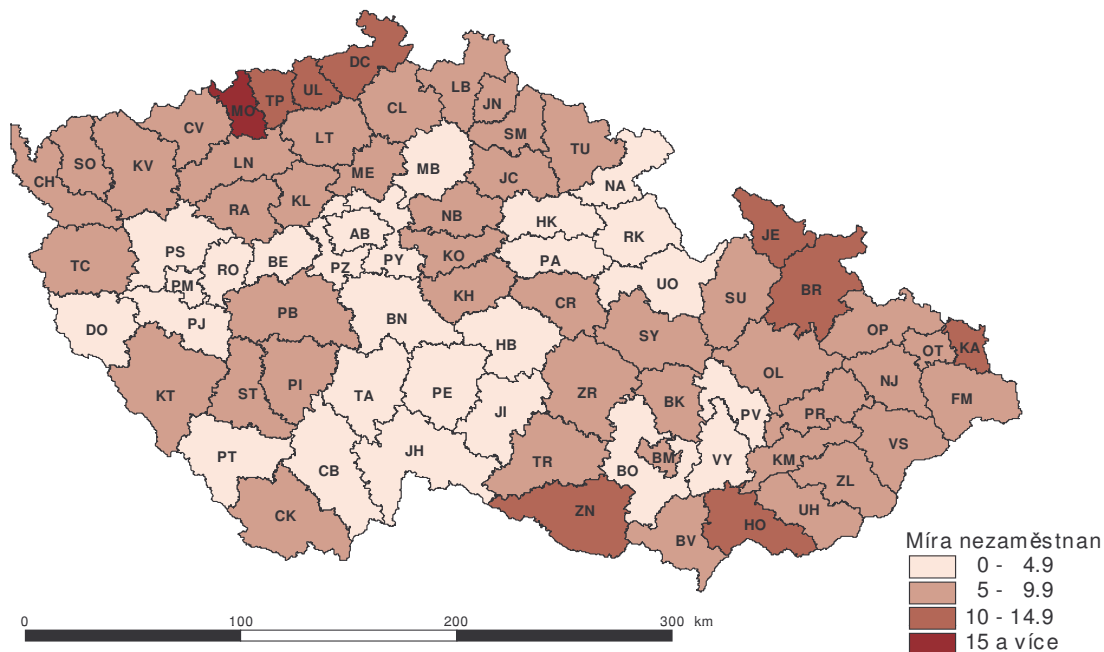 DC
UL
TP
MO
LB
JN
CL
CV
SM
LT
TU
SO
KV
LN
ME
MB
CH
JC
NA
RA
KL
NB
HK
AB
RK
JE
PS
TC
RO
BE
PZ
PY
KO
PA
PM
UO
BR
KH
CR
SU
PB
BN
DO
PJ
HB
SY
OP
OT
KA
OL
NJ
KT
ST
PI
TA
PE
ZR
BK
FM
JI
PV
PR
VS
PT
CB
JH
TR
BO
BM
VY
KM
ZL
CK
ZN
HO
UH
BV
Míra nezaměstnan
0 - 4.9
5 - 9.9
10 - 14.9
15 a více
0 100 200 300 km